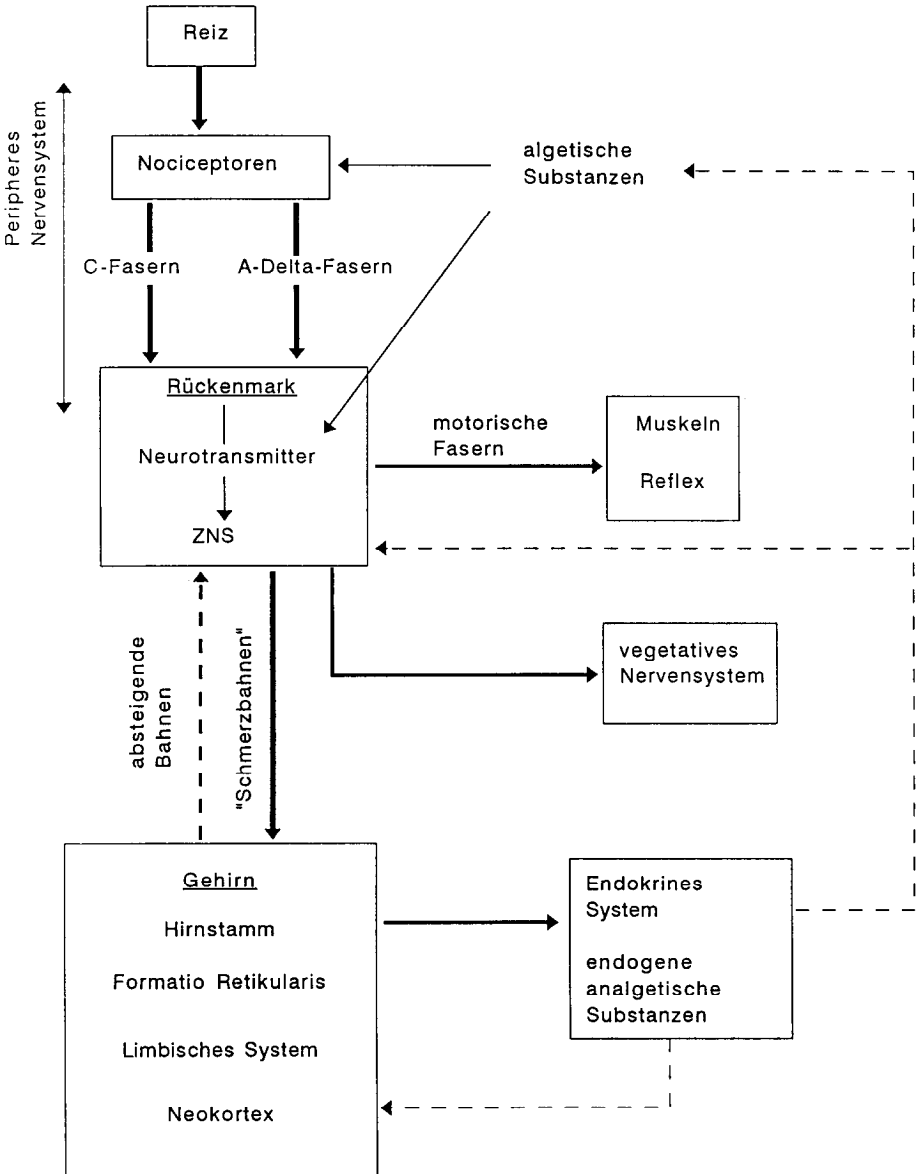 Reiz
Peripheres
Nervensystem
Nociceptoren
algetische
Substanzen
C-Fasern
A-Delta-Fasern
Rückenmark
Neurotransmitter
ZNS
motorische
Fasern
Muskeln
Reflex
absteigende
Bahnen
"Schmerzbahnen"
vegetatives
Nervensystem
Gehirn
Hirnstamm
Formatio Retikularis
Limbisches System
Neokortex
Endokrines
System
endogene
analgetische
Substanzen